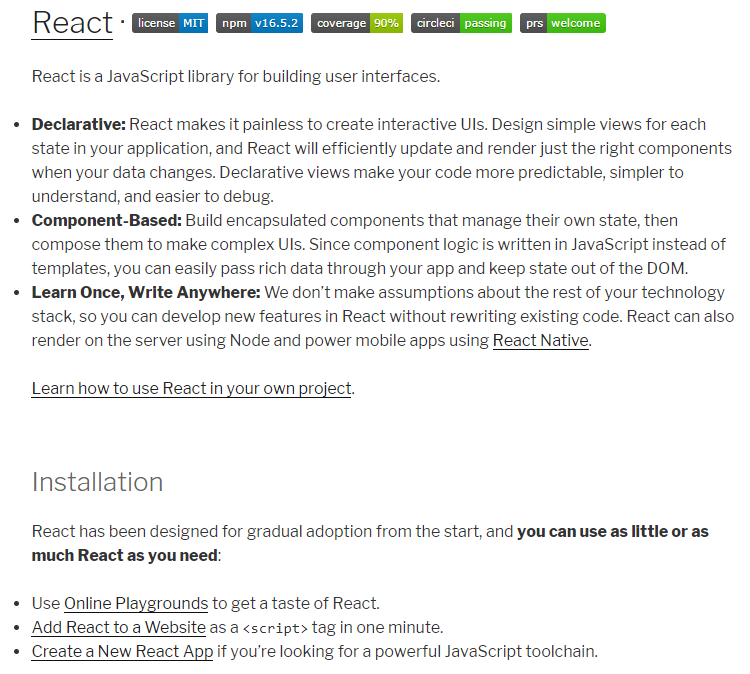 React · license MIT npm v16.5.2 coverage 90% circleci passing prs welcome
React is a JavaScript library for building user interfaces.
• Declarative: React makes it painless to create interactive UIs. Design simple views for each
state in your application, and React will efficiently update and render just the right components
when your data changes. Declarative views make your code more predictable, simpler to
understand, and easier to debug.
• Component-Based: Build encapsulated components that manage their own state, then
compose them to make complex UIs. Since component logic is written in JavaScript instead of
templates, you can easily pass rich data through your app and keep state out of the DOM.
• Learn Once, Write Anywhere: We don’t make assumptions about the rest of your technology
stack, so you can develop new features in React without rewriting existing code. React can also
render on the server using Node and power mobile apps using React Native.
Learn how to use React in your own project.
Installation
React has been designed for gradual adoption from the start, and you can use as little or as
much React as you need:
• Use Online Playgrounds to get a taste of React.
• Add React to a Website as a <script> tag in one minute.
• Create a New React App if you’re looking for a powerful JavaScript toolchain.